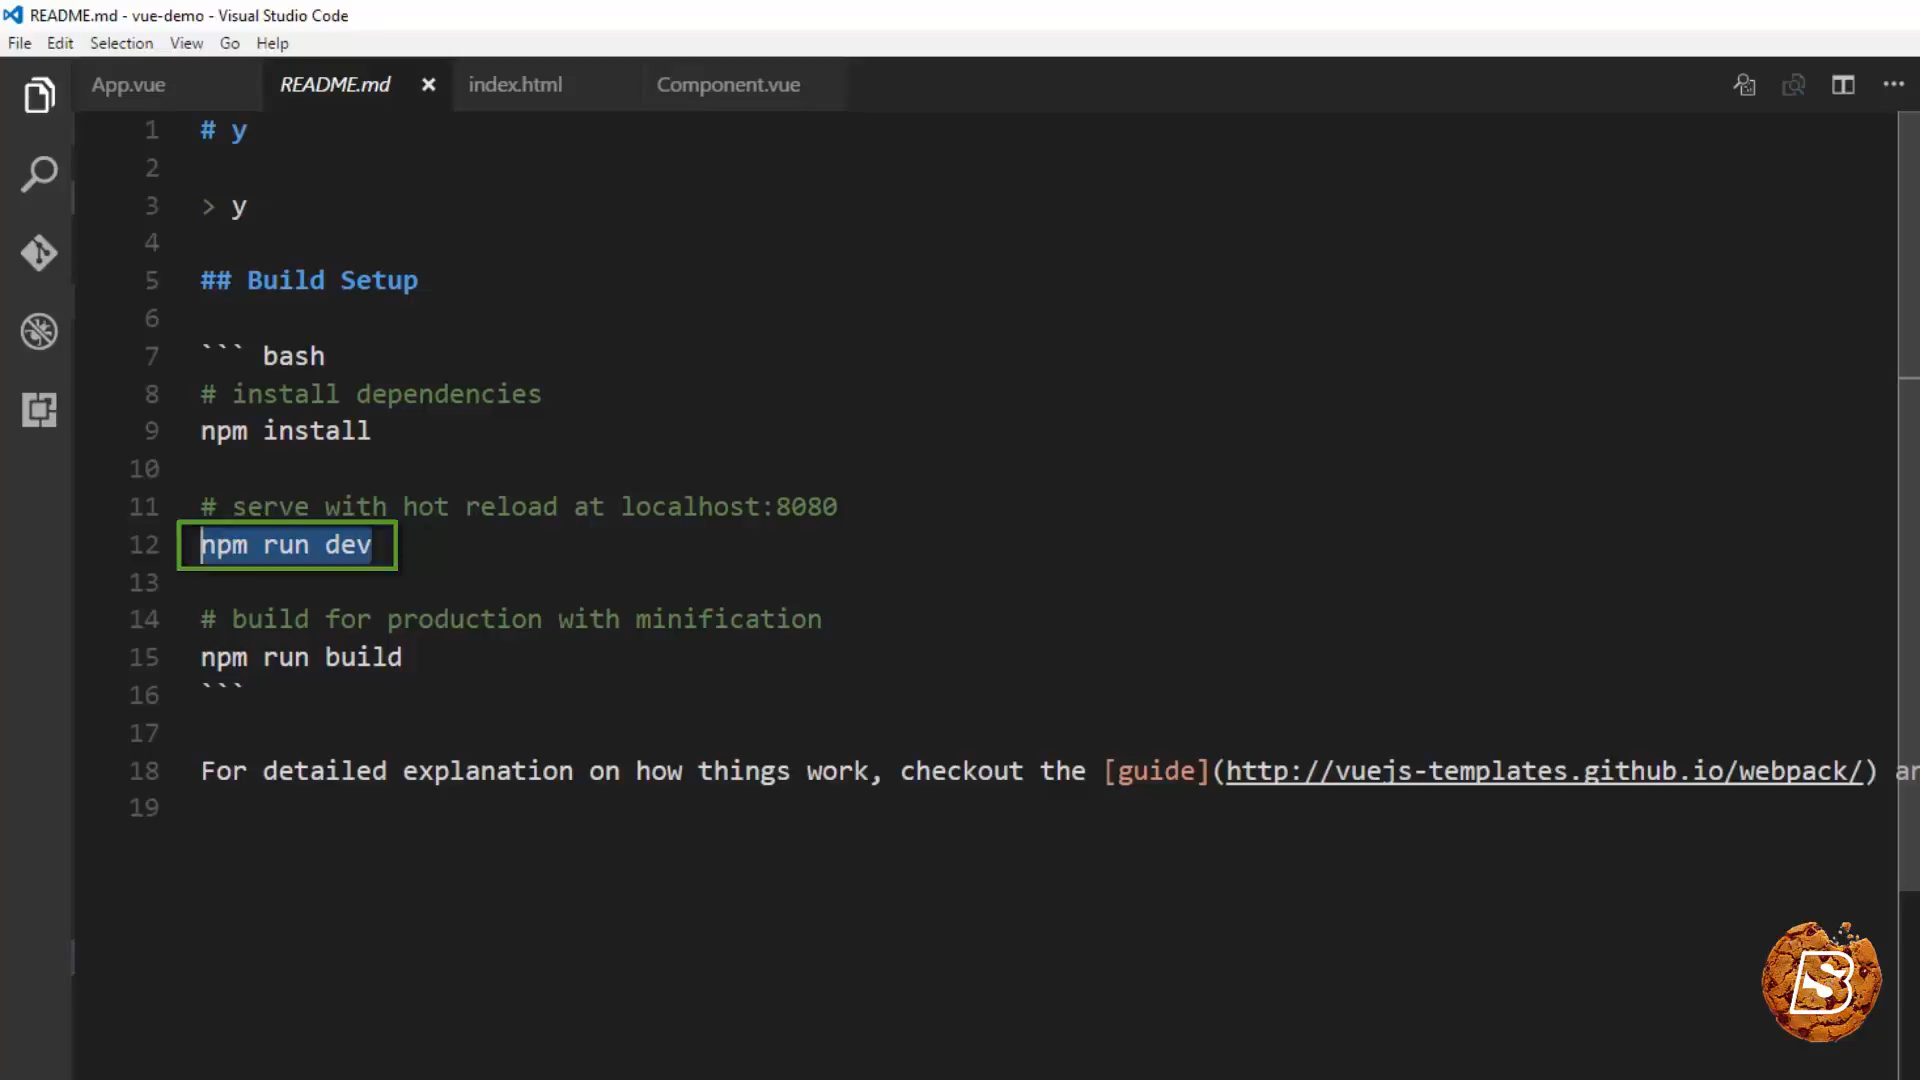 README.md - vue-demo - Visual Studio Code
File Edit Selection View Go Help
App.vue README.md index.html Component.vue
1 # y
2
3 > y
4
5 ## Build Setup
6
7 ``` bash
8 # install dependencies
9 npm install
10
11 # serve with hot reload at localhost:8080
12 npm run dev
13
14 # build for production with minification
15 npm run build
16 ```
17
18 For detailed explanation on how things work, checkout the [guide](http://vuejs-templates.github.io/webpack/) an
19
B